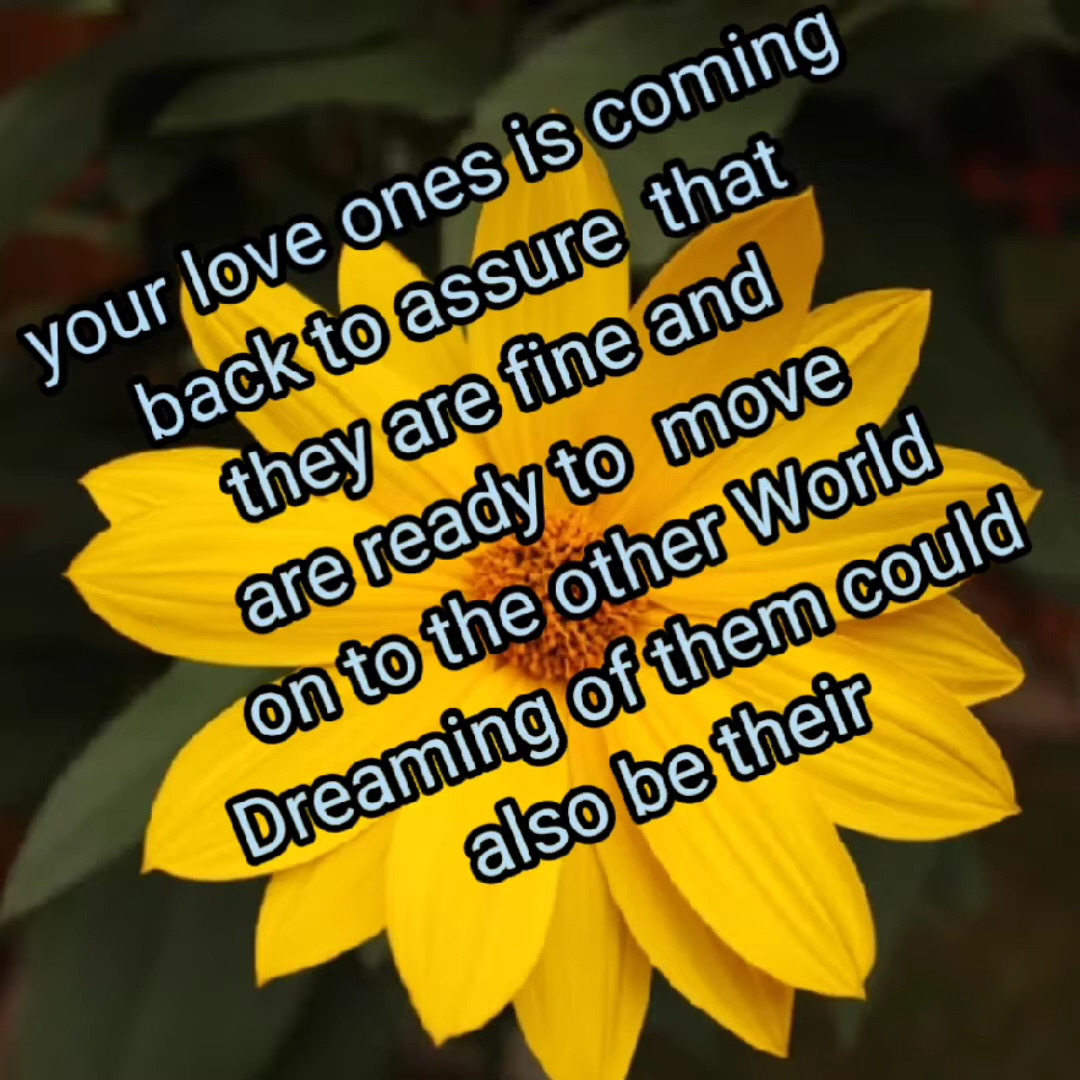 your love ones is coming
back to assure that
they are fine and
are ready to move
on to the other World
Dreaming of them could
also be their